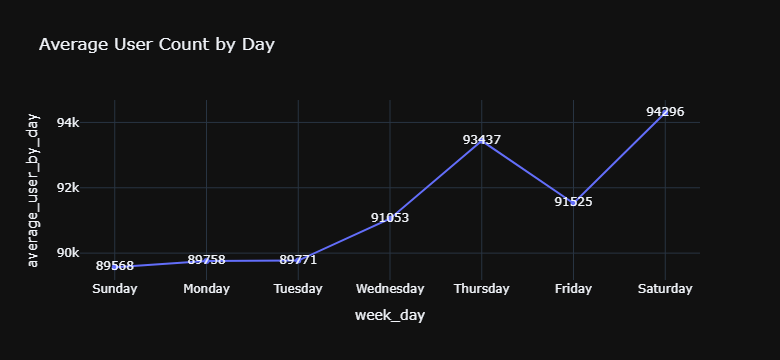 Average User Count by Day
average_user_by_day
94k
92k
90k
89568
89758
89771
91053
93437
91525
94296
Sunday Monday Tuesday Wednesday Thursday Friday Saturday
week_day